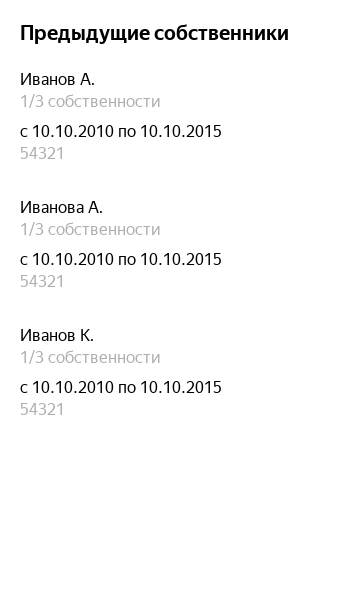 Предыдущие собственники
Иванов А.
1/3 собственности
с 10.10.2010 по 10.10.2015
54321
Иванова А.
1/3 собственности
с 10.10.2010 по 10.10.2015
54321
Иванов К.
1/3 собственности
с 10.10.2010 по 10.10.2015
54321